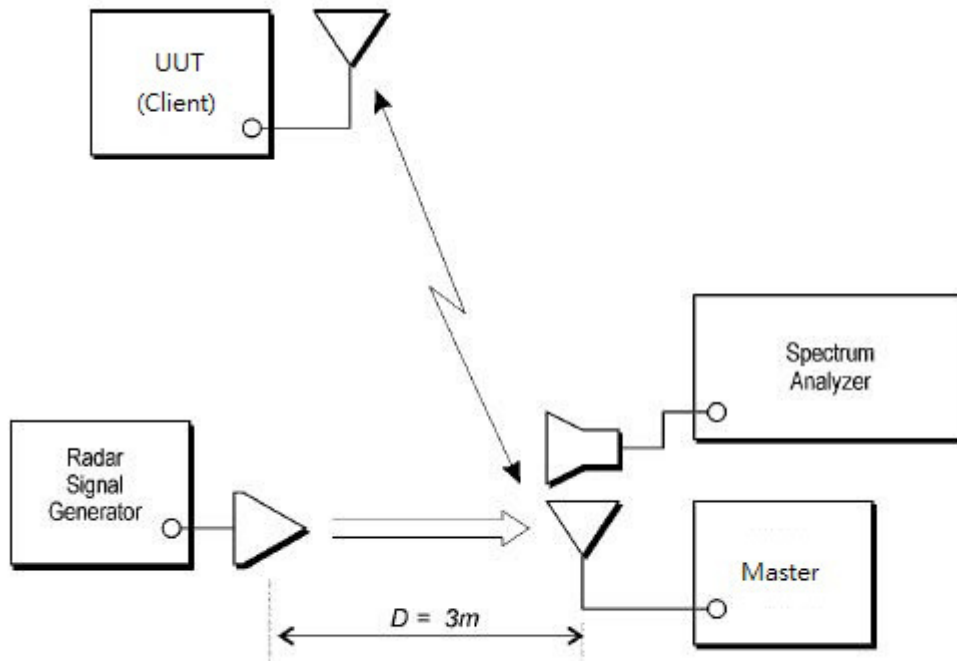 UUT
(Client)
Spectrum
Analyzer
Radar
Signal
Generator
Master
D = 3m